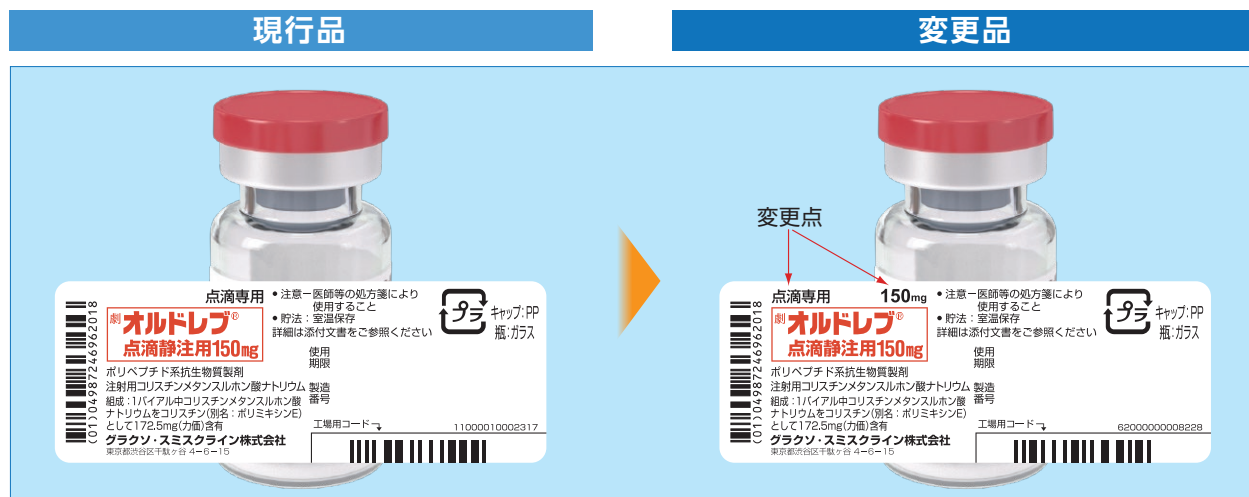 現行品
点滴専用
劇 オルドレブ®
点滴静注用150mg
ポリペプチド系抗生物質製剤
注射用コリスチンメタンスルホン酸ナトリウム
組成:1バイアル中コリスチンメタンスルホン酸
ナトリウムをコリスチン(別名:ポリミキシンE)
として172.5mg(力価)含有
グラクソ・スミスクライン株式会社
東京都渋谷区千駄ヶ谷 4-6-15
(01)04987246962018
•注意-医師等の処方箋により
使用すること
•貯法:室温保存
詳細は添付文書をご参照ください
使用
期限
製造
番号
プラ
キャップ:PP
瓶:ガラス
工場用コード
11000010002317
変更品
変更点
点滴専用 150mg
劇 オルドレブ®
点滴静注用150mg
ポリペプチド系抗生物質製剤
注射用コリスチンメタンスルホン酸ナトリウム
組成:1バイアル中コリスチンメタンスルホン酸
ナトリウムをコリスチン(別名:ポリミキシンE)
として172.5mg(力価)含有
グラクソ・スミスクライン株式会社
東京都渋谷区千駄ヶ谷 4-6-15
(01)04987246962018
•注意-医師等の処方箋により
使用すること
•貯法:室温保存
詳細は添付文書をご参照ください
使用
期限
製造
番号
プラ
キャップ:PP
瓶:ガラス
工場用コード
62000000008228